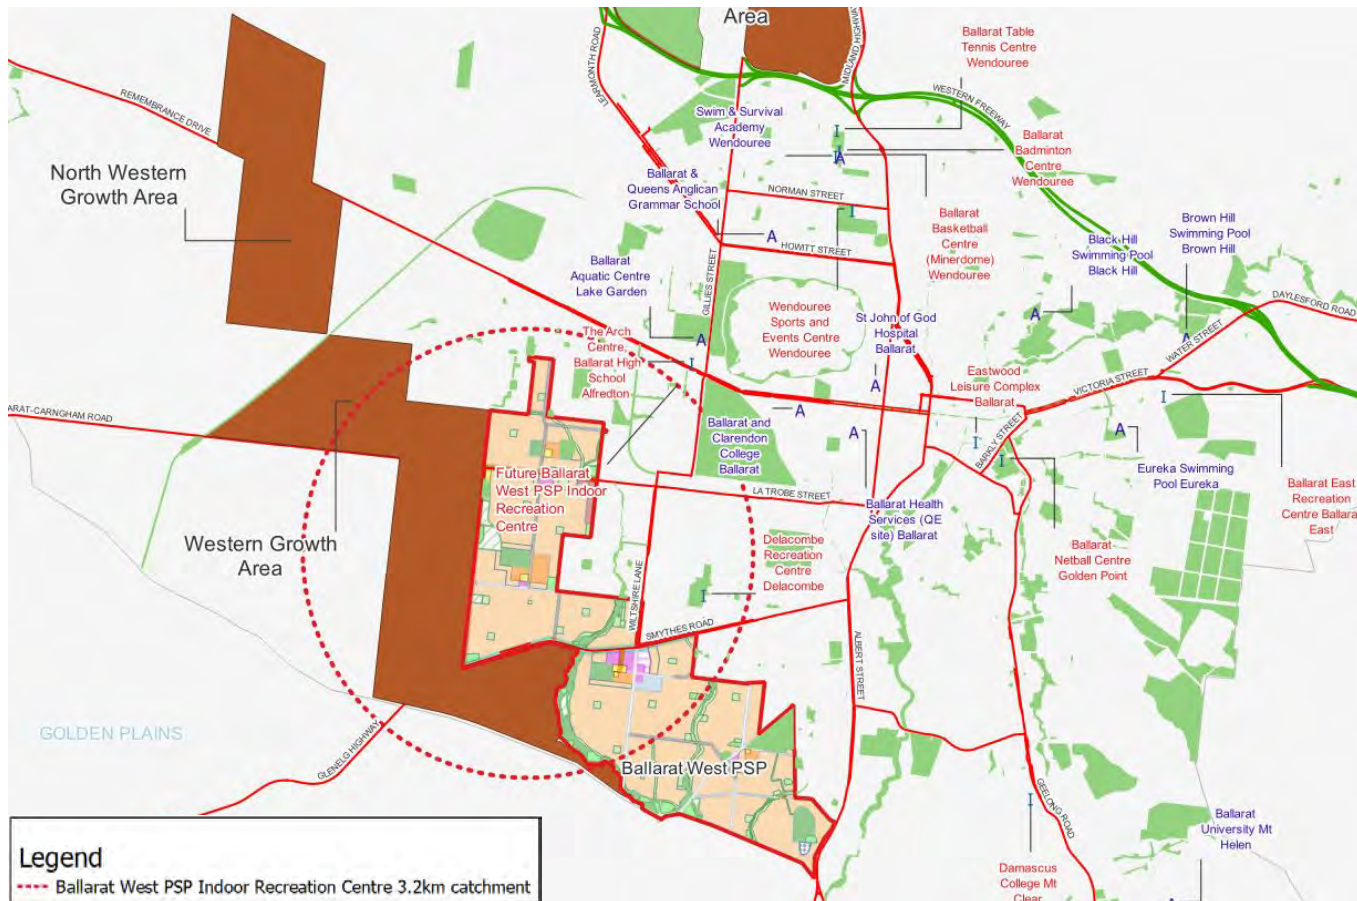 Area
LEARMONTH ROAD
MIDLAND HIGHWAY
Ballarat Table
Tennis Centre
Wendouree
REMEMBRANCE DRIVE
WESTERN FREEWAY
Swim & Survival
Academy
Wendouree
I
A
Ballarat
Badminton
Centre
Wendouree
North Western
Growth Area
Ballarat &
Queens Anglican
Grammar School
NORMAN STREET
I
A
HOWITT STREET
Ballarat
Basketball
Centre
(Minerdome)
Wendouree
Black Hill
Swimming Pool
Black Hill
Brown Hill
Swimming Pool
Brown Hill
Ballarat
Aquatic Centre
Lake Garden
GILLIES STREET
DAYLESFORD ROAD
Wendouree
Sports and
Events Centre
Wendouree
St John of God
Hospital
Ballarat
A
A
WATER STREET
The Arch
Centre,
Ballarat High
School
Alfredton
A
I
A
Eastwood
Leisure Complex
Ballarat
VICTORIA STREET
I
ARAT-CARNGHAM ROAD
A
Ballarat and
Clarendon
College
Ballarat
A
I
BARKLY STREET
I
A
Eureka Swimming
Pool Eureka
Ballarat East
Recreation
Centre Ballara
East
Future Ballarat
West PSP Indoor
Recreation
Centre
LA TROBE STREET
Ballarat Health
Services (QE
site) Ballarat
Western Growth
Area
Delacombe
Recreation
Centre
Delacombe
Ballarat
Netball Centre
Golden Point
WILTSHIRE LANE
I
SMYTHES ROAD
ALBERT STREET
GOLDEN PLAINS
GLENELG HIGHWAY
Ballarat West PSP
GEELONG ROAD
I
Ballarat
University Mt
Helen
Damascus
College Mt
Clear
A
Legend
Ballarat West PSP Indoor Recreation Centre 3.2km catchment